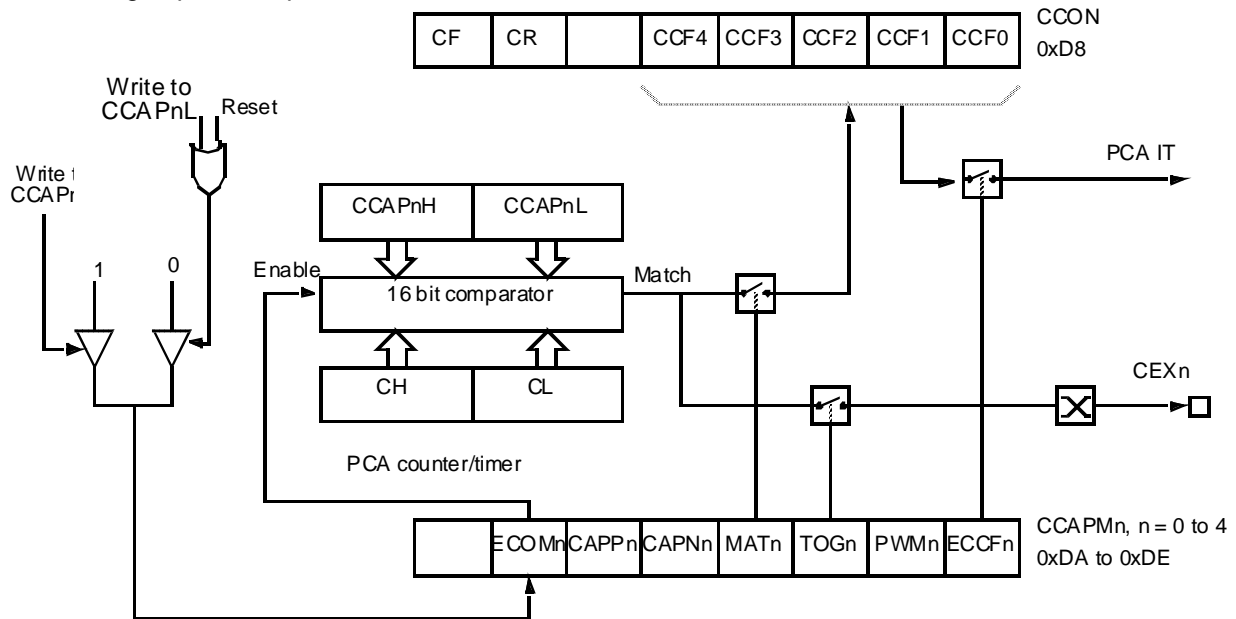 CF CR CCF4 CCF3 CCF2 CCF1 CCF0
CCON
0xD8
Write to
CCAPnL
Reset
PCA IT
Write
CCAPnH CCAPnL
1
0
Enable
16 bit comparator
Match
CH CL
CEXn
PCA counter/timer
ECOMn CAPPn CAPNn MATn TOGn PWMn ECCFn
CCAPMn, n = 0 to 4
0xDA to 0xDE